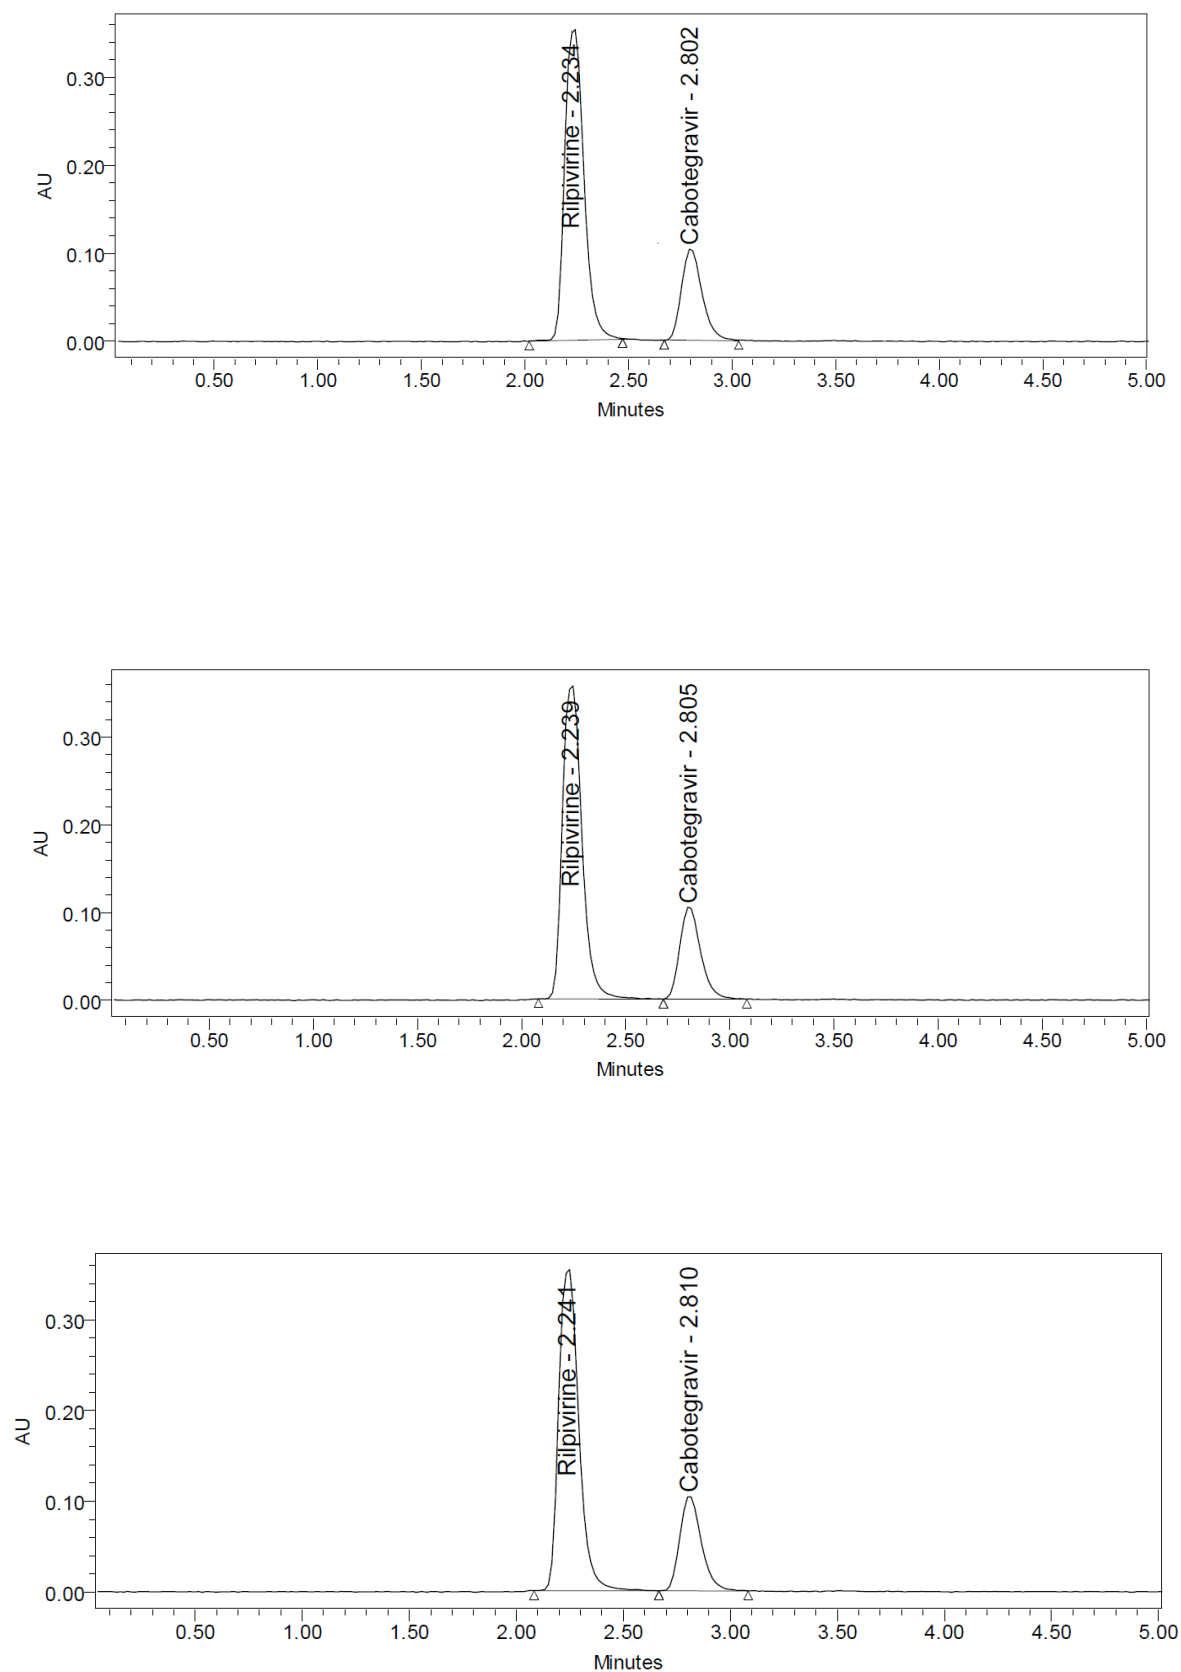 0.30
0.20
0.10
0.00
AU
Rilpivirine - 2.234
Cabotegravir - 2.802
0.50 1.00 1.50 2.00 2.50 3.00 3.50 4.00 4.50 5.00
Minutes
0.30
0.20
0.10
0.00
AU
Rilpivirine - 2.239
Cabotegravir - 2.805
0.50 1.00 1.50 2.00 2.50 3.00 3.50 4.00 4.50 5.00
Minutes
0.30
0.20
0.10
0.00
AU
Rilpivirine - 2.241
Cabotegravir - 2.810
0.50 1.00 1.50 2.00 2.50 3.00 3.50 4.00 4.50 5.00
Minutes